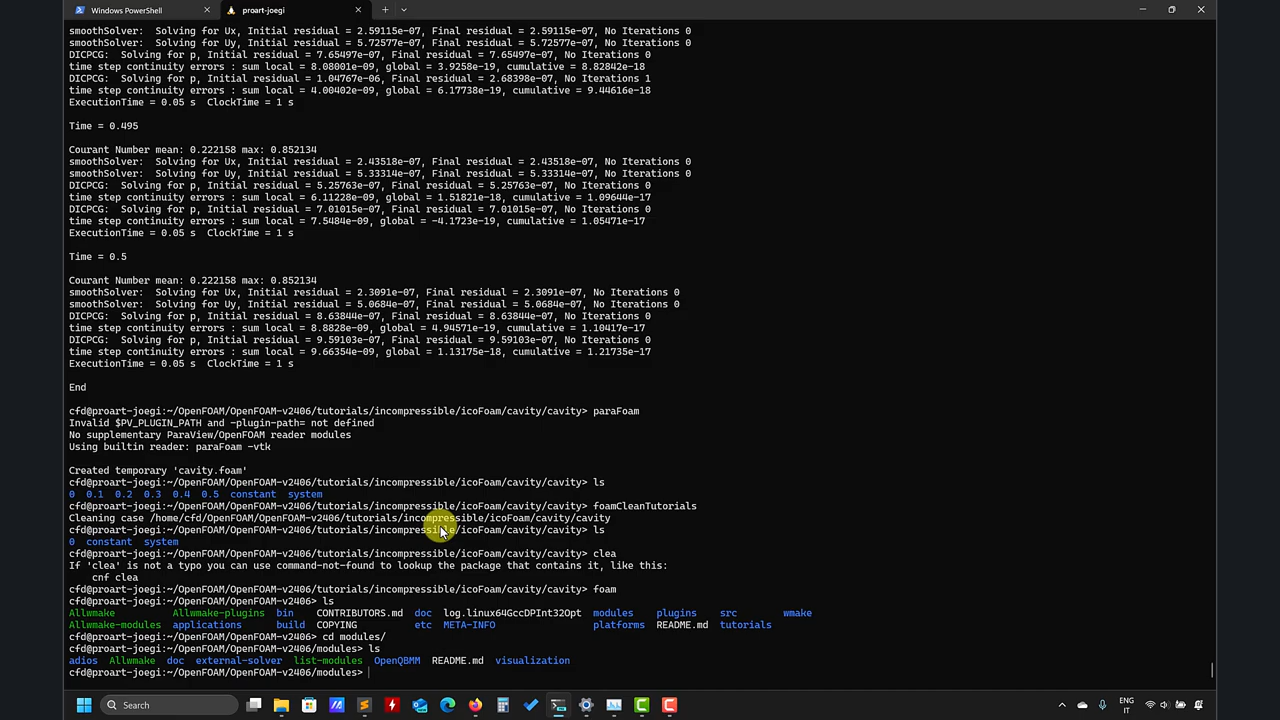 Windows PowerShell
proart-joegi
smoothSolver:  Solving for Ux, Initial residual = 2.59115e-07, Final residual = 2.59115e-07, No Iterations 0
smoothSolver:  Solving for Uy, Initial residual = 5.72577e-07, Final residual = 5.72577e-07, No Iterations 0
DICPCG:  Solving for p, Initial residual = 7.65497e-07, Final residual = 7.65497e-07, No Iterations 0
time step continuity errors : sum local = 8.08001e-09, global = 3.9258e-19, cumulative = 8.82842e-18
DICPCG:  Solving for p, Initial residual = 1.04767e-06, Final residual = 2.68398e-07, No Iterations 1
time step continuity errors : sum local = 4.00402e-09, global = 6.17738e-19, cumulative = 9.44616e-18
ExecutionTime = 0.05 s  ClockTime = 1 s
Time = 0.495
Courant Number mean: 0.222158 max: 0.852134
smoothSolver:  Solving for Ux, Initial residual = 2.43518e-07, Final residual = 2.43518e-07, No Iterations 0
smoothSolver:  Solving for Uy, Initial residual = 5.33314e-07, Final residual = 5.33314e-07, No Iterations 0
DICPCG:  Solving for p, Initial residual = 5.25763e-07, Final residual = 5.25763e-07, No Iterations 0
time step continuity errors : sum local = 6.11228e-09, global = 1.51821e-18, cumulative = 1.09644e-17
DICPCG:  Solving for p, Initial residual = 7.01015e-07, Final residual = 7.01015e-07, No Iterations 0
time step continuity errors : sum local = 7.5484e-09, global = -4.1723e-19, cumulative = 1.05471e-17
ExecutionTime = 0.05 s  ClockTime = 1 s
Time = 0.5
Courant Number mean: 0.222158 max: 0.852134
smoothSolver:  Solving for Ux, Initial residual = 2.3091e-07, Final residual = 2.3091e-07, No Iterations 0
smoothSolver:  Solving for Uy, Initial residual = 5.0684e-07, Final residual = 5.0684e-07, No Iterations 0
DICPCG:  Solving for p, Initial residual = 8.63844e-07, Final residual = 8.63844e-07, No Iterations 0
time step continuity errors : sum local = 8.8828e-09, global = 4.94571e-19, cumulative = 1.10417e-17
DICPCG:  Solving for p, Initial residual = 9.59103e-07, Final residual = 9.59103e-07, No Iterations 0
time step continuity errors : sum local = 9.66354e-09, global = 1.13175e-18, cumulative = 1.21735e-17
ExecutionTime = 0.05 s  ClockTime = 1 s
End
cfd@proart-joegi:~/OpenFOAM/OpenFOAM-v2406/tutorials/incompressible/icoFoam/cavity/cavity> paraFoam
Invalid $PV_PLUGIN_PATH and -plugin-path= not defined
No supplementary ParaView/OpenFOAM reader modules
Using builtin reader: paraFoam -vtk
Created temporary 'cavity.foam'
cfd@proart-joegi:~/OpenFOAM/OpenFOAM-v2406/tutorials/incompressible/icoFoam/cavity/cavity> ls
0  0.1  0.2  0.3  0.4  0.5  constant  system
cfd@proart-joegi:~/OpenFOAM/OpenFOAM-v2406/tutorials/incompressible/icoFoam/cavity/cavity> foamCleanTutorials
Cleaning case /home/cfd/OpenFOAM/OpenFOAM-v2406/tutorials/incompressible/icoFoam/cavity/cavity
cfd@proart-joegi:~/OpenFOAM/OpenFOAM-v2406/tutorials/incompressible/icoFoam/cavity/cavity> ls
0  constant  system
cfd@proart-joegi:~/OpenFOAM/OpenFOAM-v2406/tutorials/incompressible/icoFoam/cavity/cavity> clea
If 'clea' is not a typo you can use command-not-found to lookup the package that contains it, like this:
    cnf clea
cfd@proart-joegi:~/OpenFOAM/OpenFOAM-v2406/tutorials/incompressible/icoFoam/cavity/cavity> foam
cfd@proart-joegi:~/OpenFOAM/OpenFOAM-v2406> ls
Allwmake  Allwmake-plugins  bin  CONTRIBUTORS.md  doc  log.linux64GccDPInt32Opt  modules  plugins  src  wmake
Allwmake-modules  applications  build  COPYING  etc  META-INFO  platforms  README.md  tutorials
cfd@proart-joegi:~/OpenFOAM/OpenFOAM-v2406> cd modules/
cfd@proart-joegi:~/OpenFOAM/OpenFOAM-v2406/modules> ls
adios  Allwmake  doc  external-solver  list-modules  OpenQBMM  README.md  visualization
cfd@proart-joegi:~/OpenFOAM/OpenFOAM-v2406/modules>
Search
ENG
IT